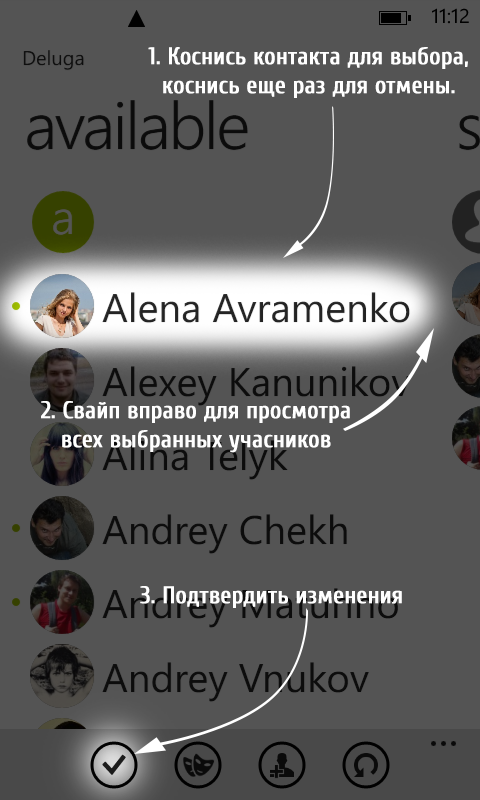 11:12
Deluga
1. Коснись контакта для выбора,
коснись еще раз для отмены.
available
s
a
Alena Avramenko
Alexey Kanunikov
2. Свайп вправо для просмотра
всех выбранных учасников
Alina Telyk
Andrey Chekh
3. Подтвердить изменения
Andrey
Andrey Vnukov